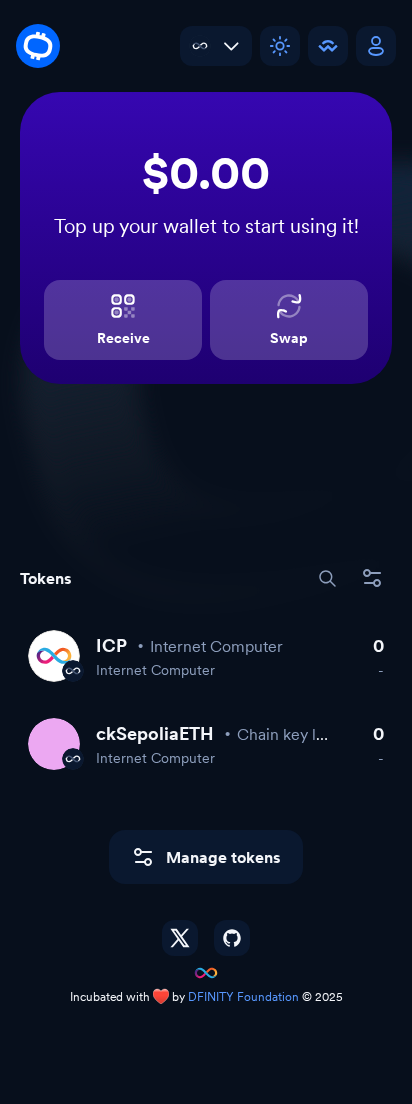 $0.00
Top up your wallet to start using it!
Receive
Swap
Tokens
ICP • Internet Computer 0
Internet Computer -
ckSepoliaETH • Chain key l... 0
Internet Computer -
Manage tokens
Incubated with ❤️ by DFINITY Foundation © 2025